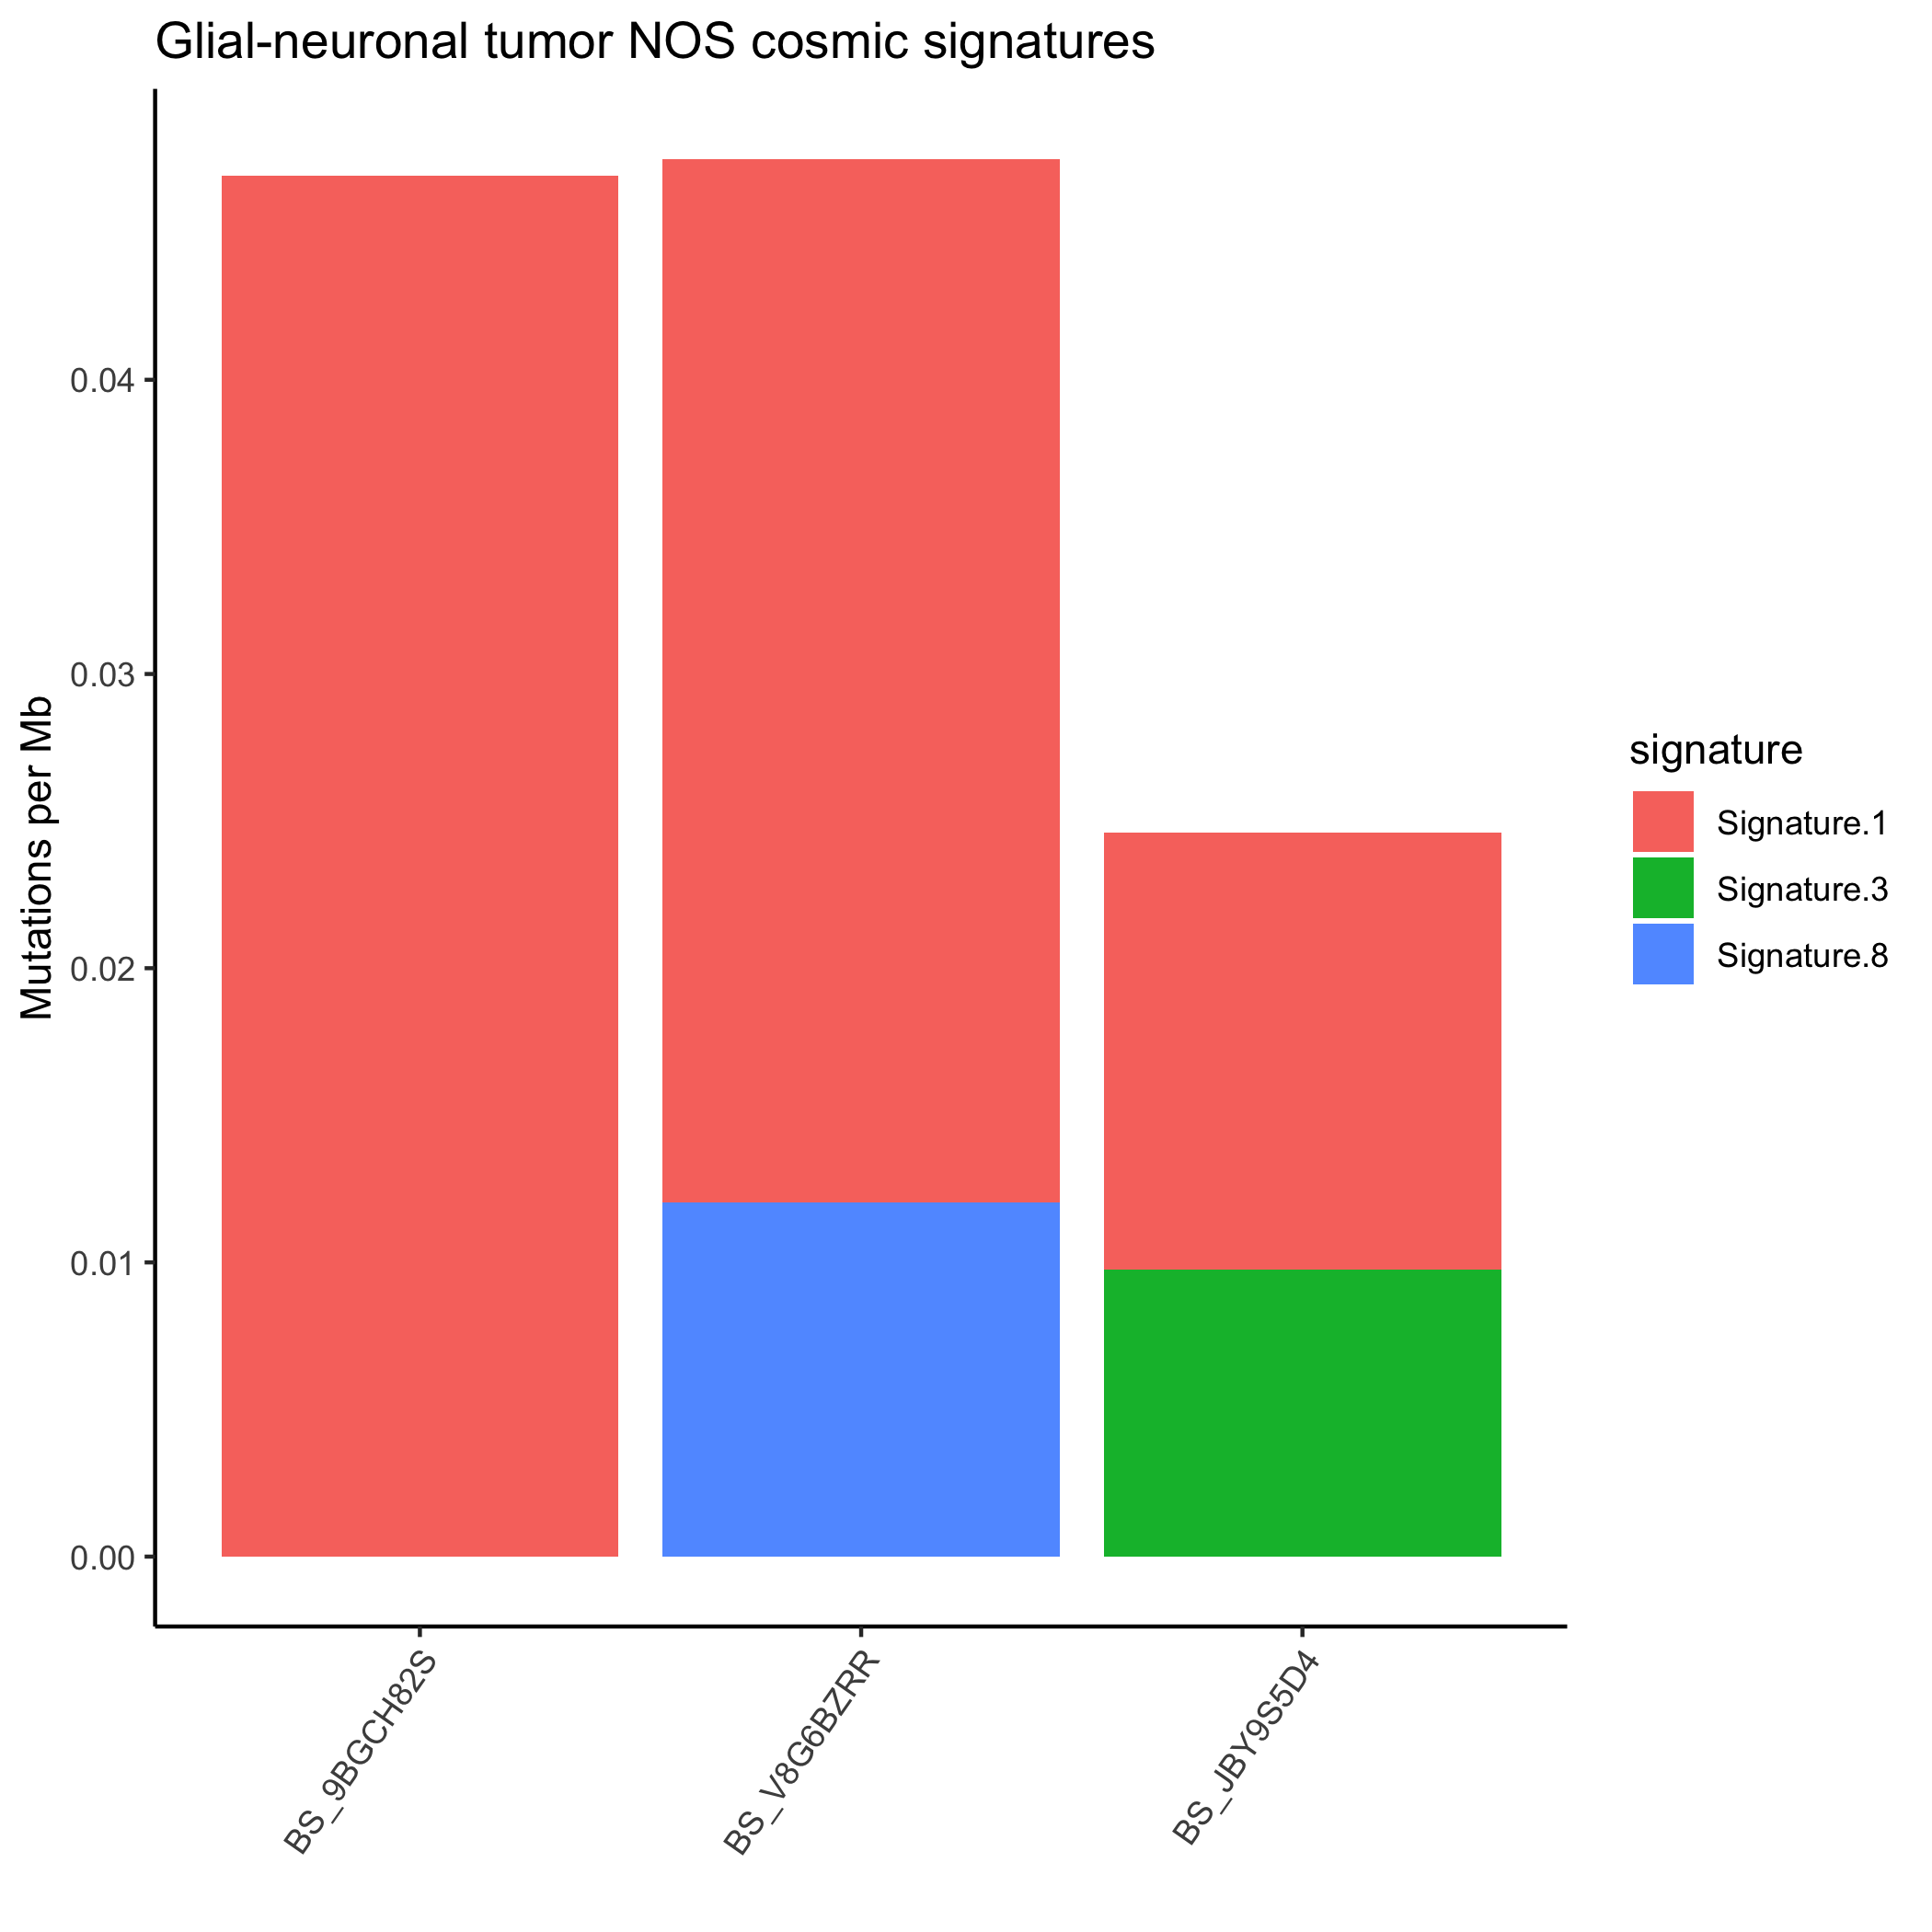 Glial-neuronal tumor NOS cosmic signatures
Mutations per Mb
0.04
0.03
0.02
0.01
0.00
BS_9BGCH82S
BS_V8G6BZRR
BS_JBY9S5D4
signature
Signature.1
Signature.3
Signature.8